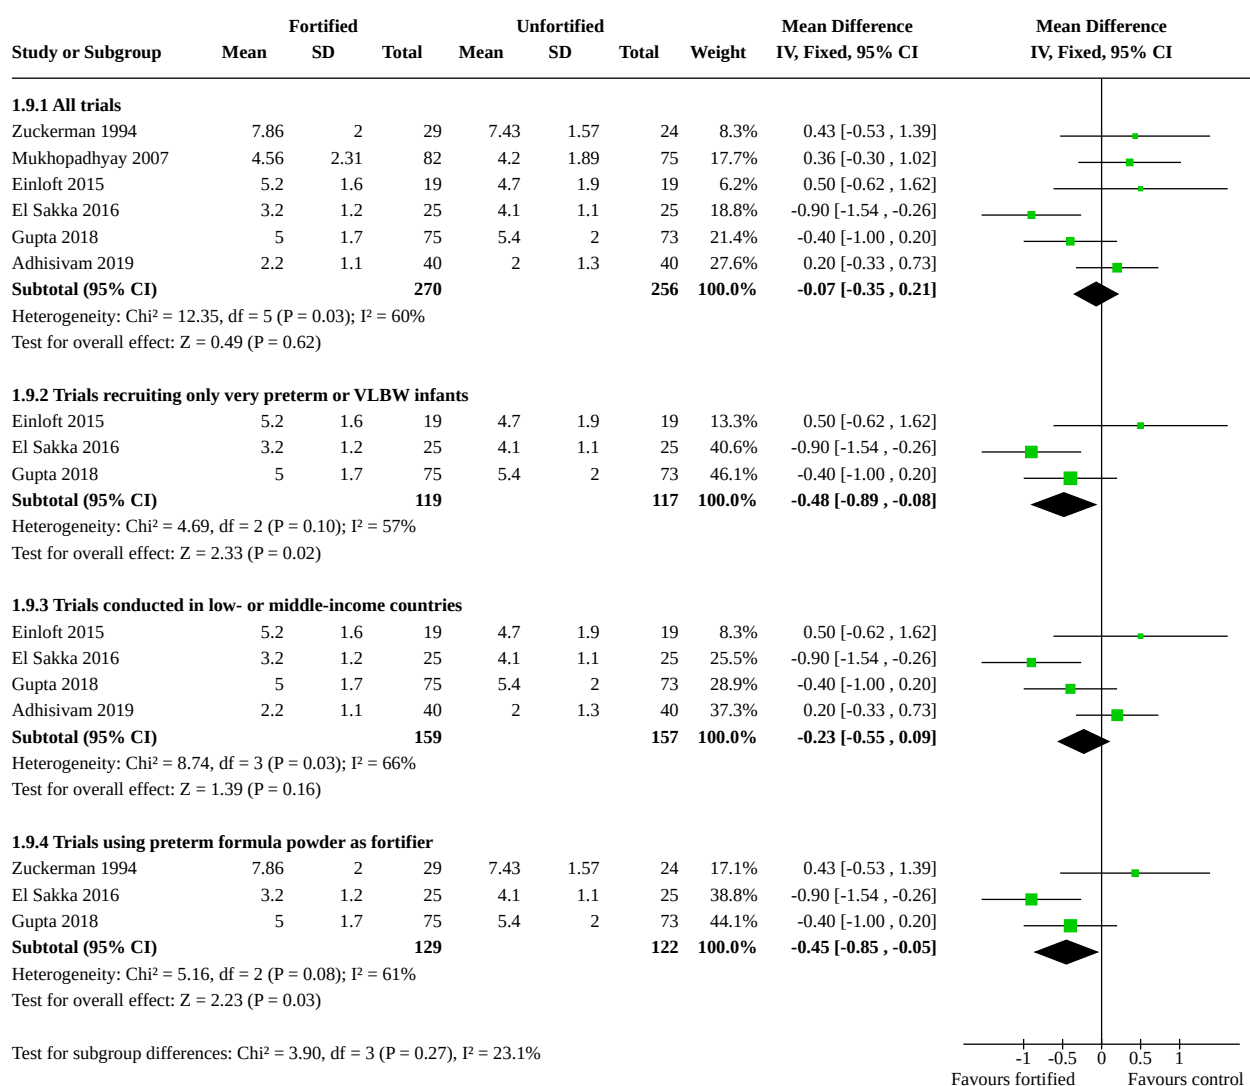 Fortified Unfortified Mean Difference Mean Difference
Study or Subgroup Mean SD Total Mean SD Total Weight IV, Fixed, 95% CI IV, Fixed, 95% CI
1.9.1 All trials
Zuckerman 1994 7.86 2 29 7.43 1.57 24 8.3% 0.43 [-0.53 , 1.39]
Mukhopadhyay 2007 4.56 2.31 82 4.2 1.89 75 17.7% 0.36 [-0.30 , 1.02]
Einloft 2015 5.2 1.6 19 4.7 1.9 19 6.2% 0.50 [-0.62 , 1.62]
El Sakka 2016 3.2 1.2 25 4.1 1.1 25 18.8% -0.90 [-1.54 , -0.26]
Gupta 2018 5 1.7 75 5.4 2 73 21.4% -0.40 [-1.00 , 0.20]
Adhisivam 2019 2.2 1.1 40 2 1.3 40 27.6% 0.20 [-0.33 , 0.73]
Subtotal (95% CI) 270 256 100.0% -0.07 [-0.35 , 0.21]
Heterogeneity: Chi² = 12.35, df = 5 (P = 0.03); I² = 60%
Test for overall effect: Z = 0.49 (P = 0.62)
1.9.2 Trials recruiting only very preterm or VLBW infants
Einloft 2015 5.2 1.6 19 4.7 1.9 19 13.3% 0.50 [-0.62 , 1.62]
El Sakka 2016 3.2 1.2 25 4.1 1.1 25 40.6% -0.90 [-1.54 , -0.26]
Gupta 2018 5 1.7 75 5.4 2 73 46.1% -0.40 [-1.00 , 0.20]
Subtotal (95% CI) 119 117 100.0% -0.48 [-0.89 , -0.08]
Heterogeneity: Chi² = 4.69, df = 2 (P = 0.10); I² = 57%
Test for overall effect: Z = 2.33 (P = 0.02)
1.9.3 Trials conducted in low- or middle-income countries
Einloft 2015 5.2 1.6 19 4.7 1.9 19 8.3% 0.50 [-0.62 , 1.62]
El Sakka 2016 3.2 1.2 25 4.1 1.1 25 25.5% -0.90 [-1.54 , -0.26]
Gupta 2018 5 1.7 75 5.4 2 73 28.9% -0.40 [-1.00 , 0.20]
Adhisivam 2019 2.2 1.1 40 2 1.3 40 37.3% 0.20 [-0.33 , 0.73]
Subtotal (95% CI) 159 157 100.0% -0.23 [-0.55 , 0.09]
Heterogeneity: Chi² = 8.74, df = 3 (P = 0.03); I² = 66%
Test for overall effect: Z = 1.39 (P = 0.16)
1.9.4 Trials using preterm formula powder as fortifier
Zuckerman 1994 7.86 2 29 7.43 1.57 24 17.1% 0.43 [-0.53 , 1.39]
El Sakka 2016 3.2 1.2 25 4.1 1.1 25 38.8% -0.90 [-1.54 , -0.26]
Gupta 2018 5 1.7 75 5.4 2 73 44.1% -0.40 [-1.00 , 0.20]
Subtotal (95% CI) 129 122 100.0% -0.45 [-0.85 , -0.05]
Heterogeneity: Chi² = 5.16, df = 2 (P = 0.08); I² = 61%
Test for overall effect: Z = 2.23 (P = 0.03)
Test for subgroup differences: Chi² = 3.90, df = 3 (P = 0.27), I² = 23.1%
-1 -0.5 0 0.5 1
Favours fortified Favours control